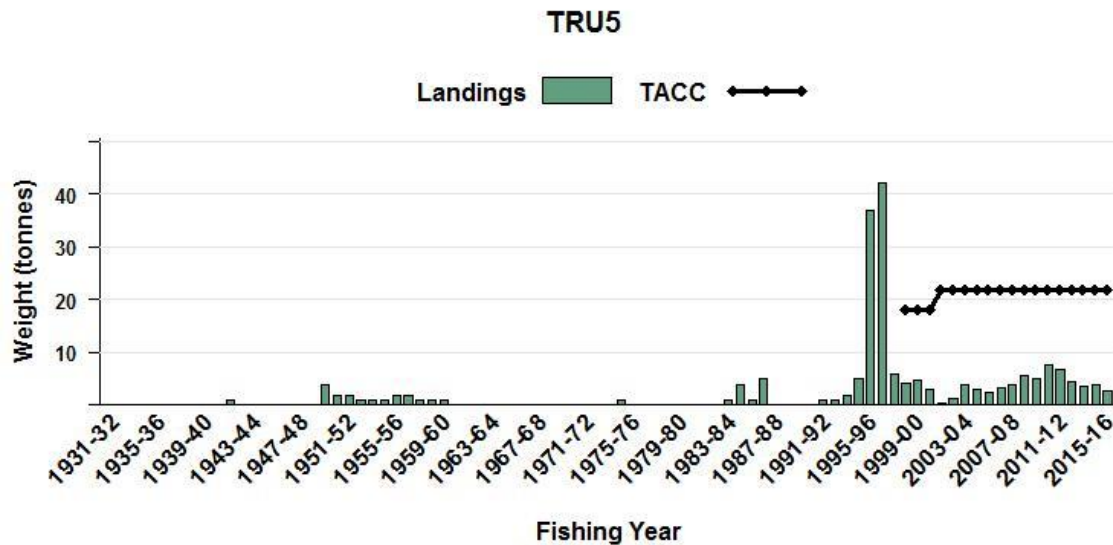 TRU5
Landings TACC
Weight (tonnes)
40
30
20
10
1931-32 1935-36 1939-40 1943-44 1947-48 1951-52 1955-56 1959-60 1963-64 1967-68 1971-72 1975-76 1979-80 1983-84 1987-88 1991-92 1995-96 1999-00 2003-04 2007-08 2011-12 2015-16
Fishing Year